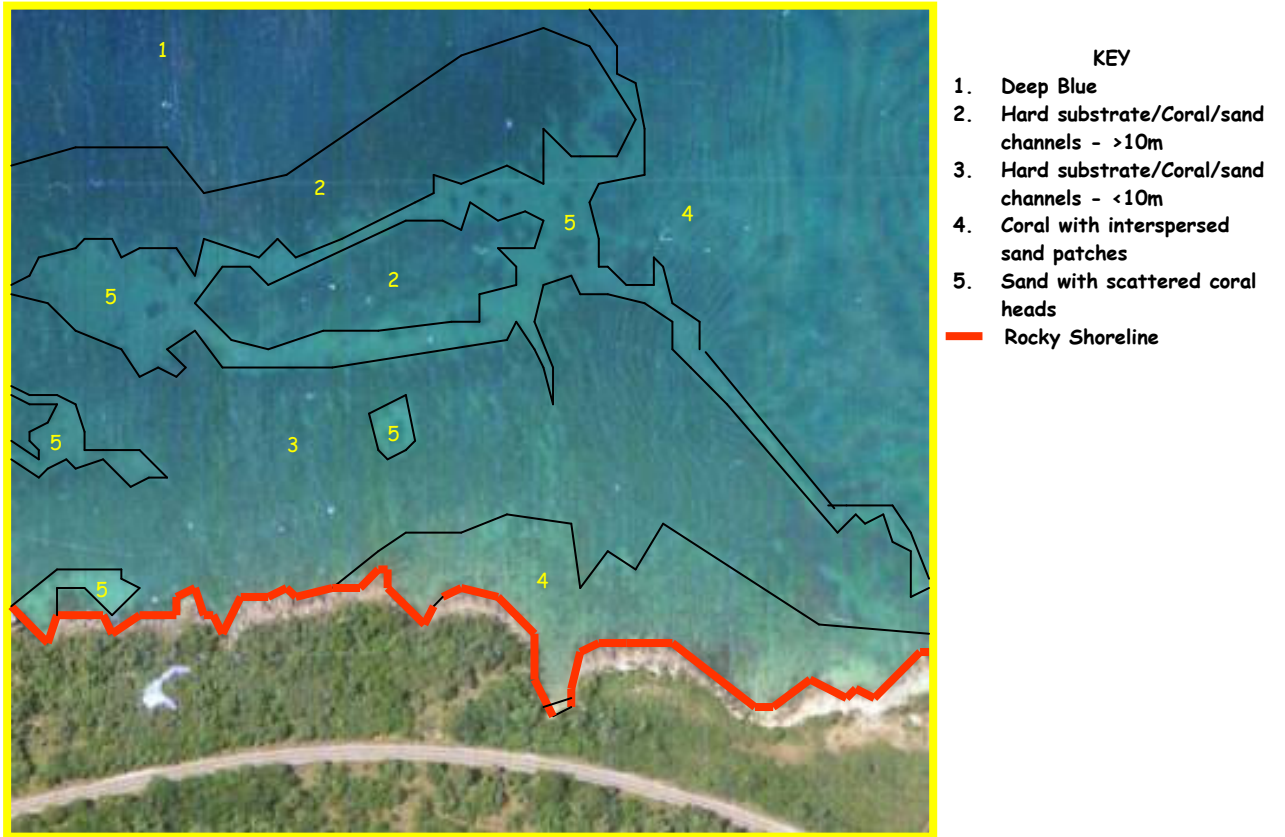 1
2
5
4
2
5
3
5
5
5
4
KEY
1. Deep Blue
2. Hard substrate/Coral/sand
channels - >10m
3. Hard substrate/Coral/sand
channels - <10m
4. Coral with interspersed
sand patches
5. Sand with scattered coral
heads
Rocky Shoreline